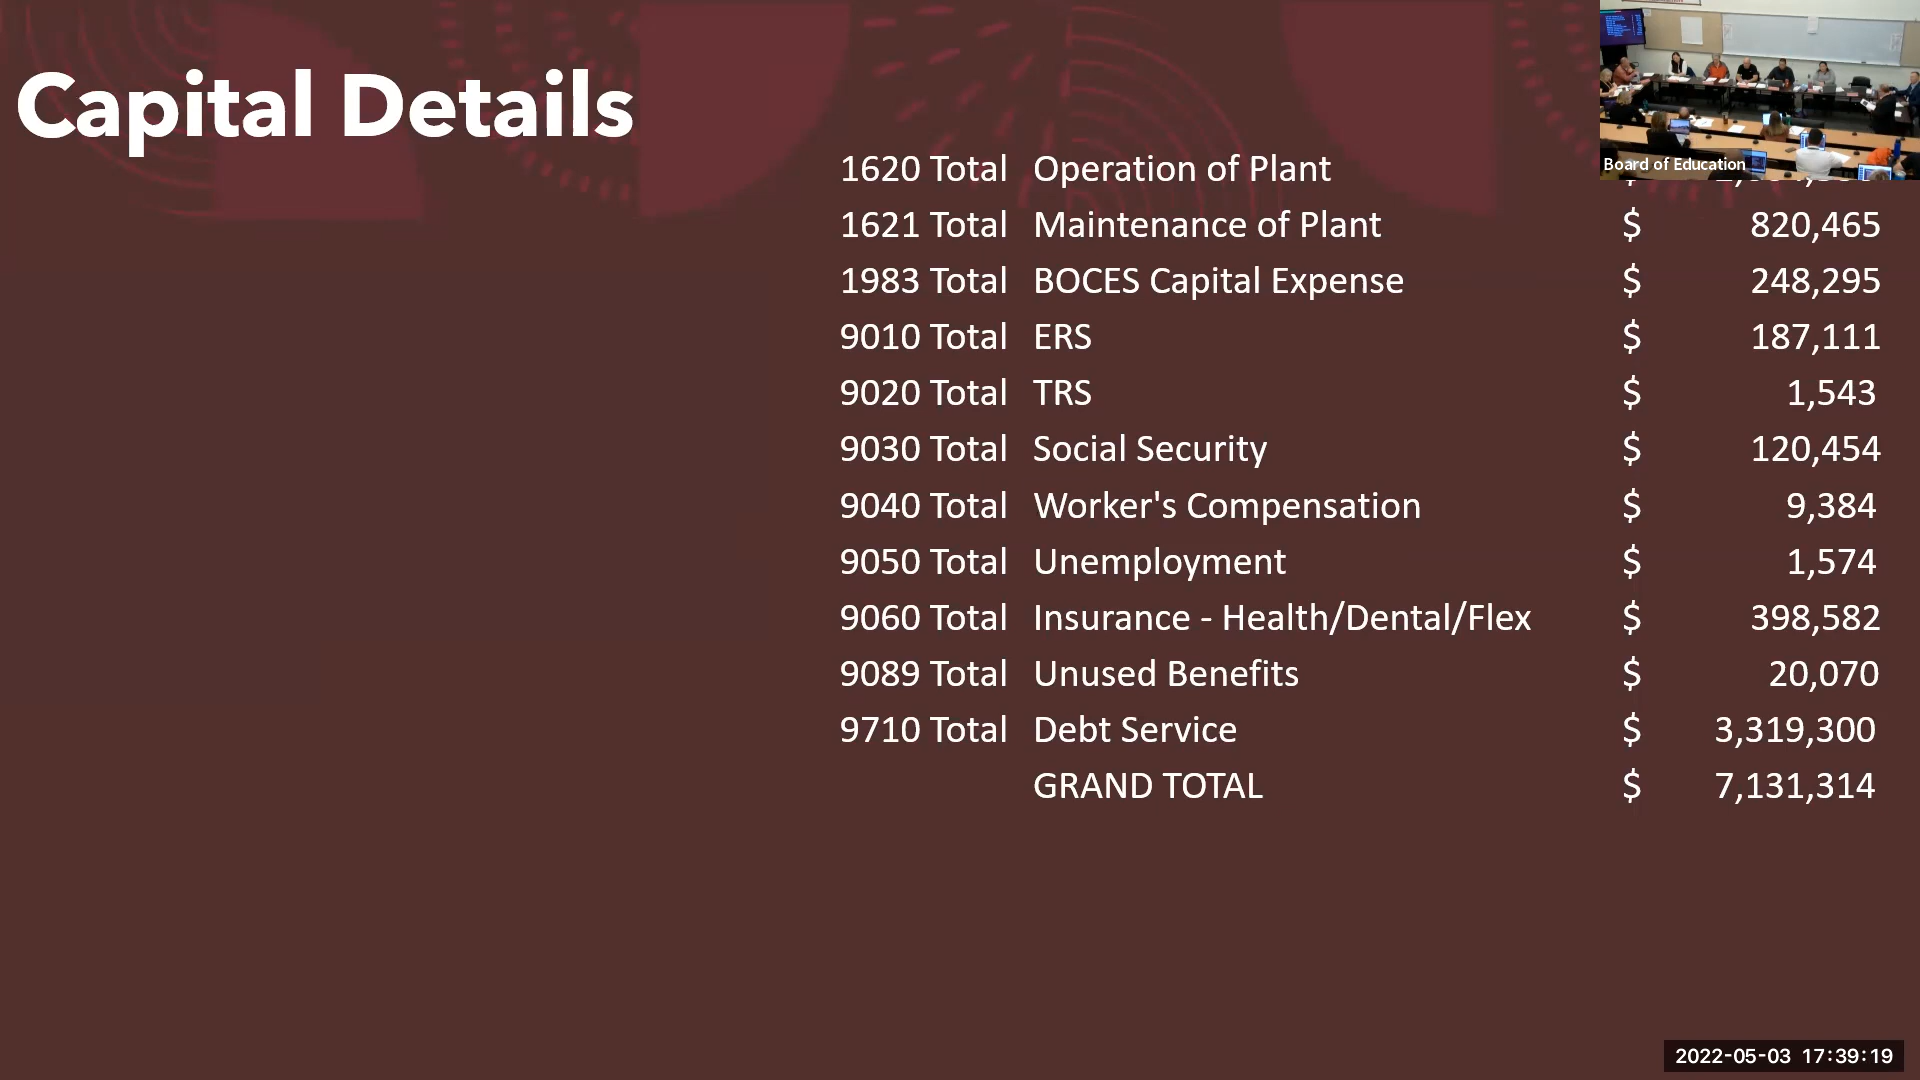 Capital Details
1620 Total Operation of Plant $
1621 Total Maintenance of Plant $ 820,465
1983 Total BOCES Capital Expense $ 248,295
9010 Total ERS $ 187,111
9020 Total TRS $ 1,543
9030 Total Social Security $ 120,454
9040 Total Worker's Compensation $ 9,384
9050 Total Unemployment $ 1,574
9060 Total Insurance - Health/Dental/Flex $ 398,582
9089 Total Unused Benefits $ 20,070
9710 Total Debt Service $ 3,319,300
GRAND TOTAL $ 7,131,314
Board of Education
2022-05-03 17:39:19